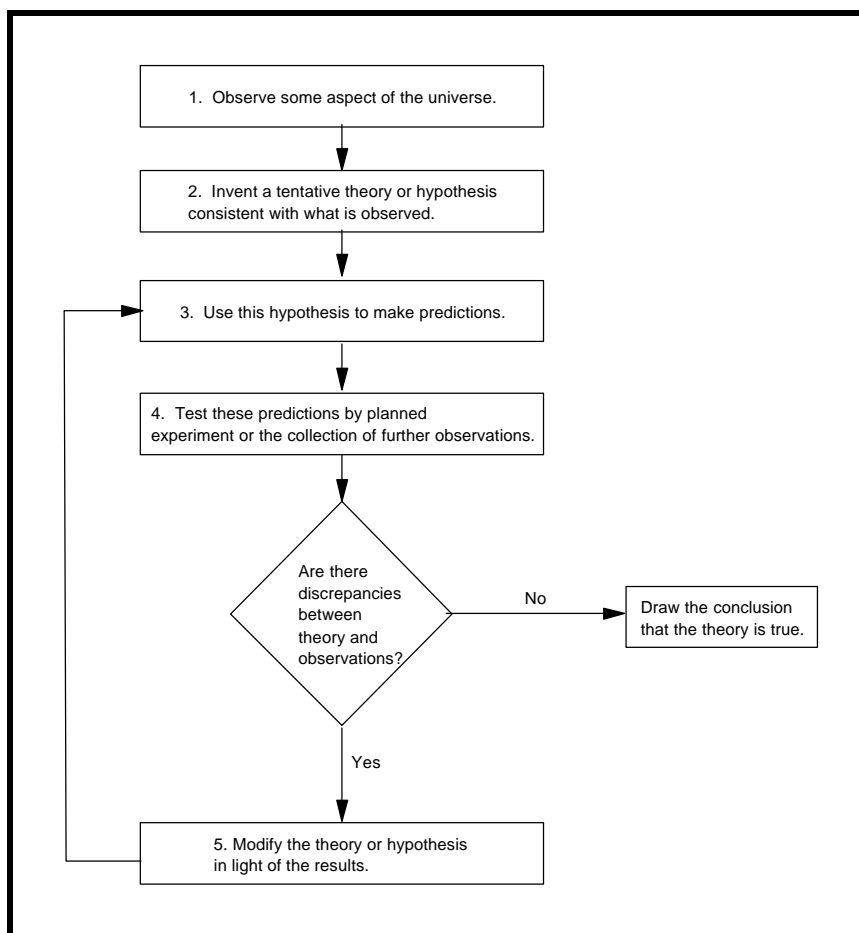 1. Observe some aspect of the universe.
2. Invent a tentative theory or hypothesis
consistent with what is observed.
3. Use this hypothesis to make predictions.
4. Test these predictions by planned
experiment or the collection of further observations.
Are there
discrepancies
between
theory and
observations?
No
Draw the conclusion
that the theory is true.
Yes
5. Modify the theory or hypothesis
in light of the results.